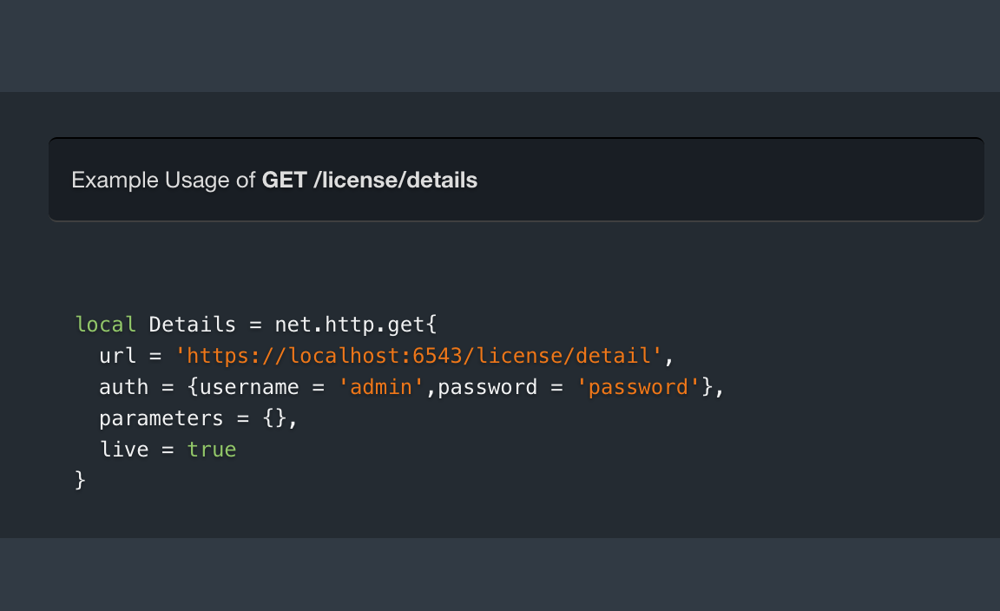 Example Usage of GET /license/details
local Details = net.http.get{
  url = 'https://localhost:6543/license/detail',
  auth = {username = 'admin',password = 'password'},
  parameters = {},
  live = true
}